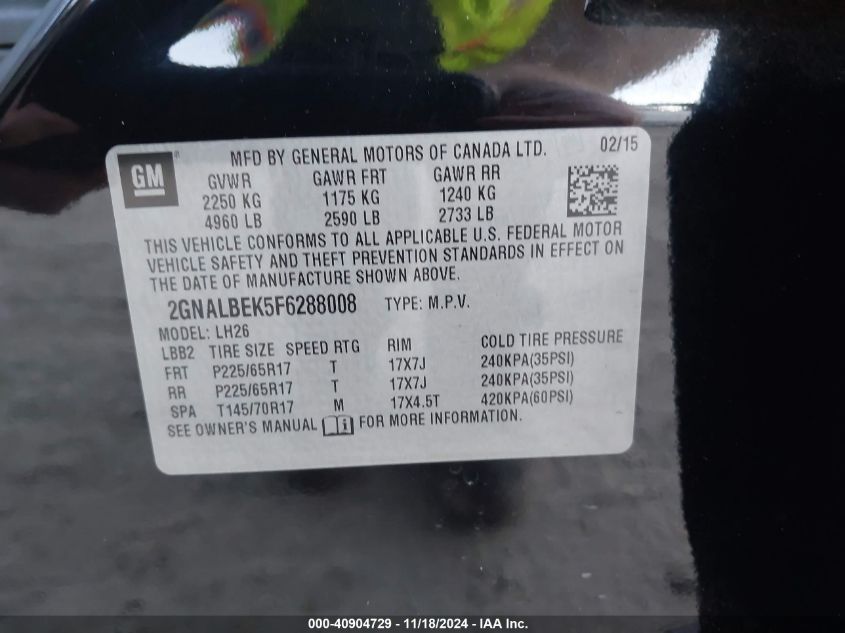 GM
MFD BY GENERAL MOTORS OF CANADA LTD. 02/15
GVWR GAWR FRT GAWR RR
2250 KG 1175 KG 1240 KG
4960 LB 2590 LB 2733 LB
THIS VEHICLE CONFORMS TO ALL APPLICABLE U.S. FEDERAL MOTOR
VEHICLE SAFETY AND THEFT PREVENTION STANDARDS IN EFFECT ON
THE DATE OF MANUFACTURE SHOWN ABOVE.
2GNALBEK5F6288008 TYPE: M.P.V.
MODEL: LH26
LBB2 TIRE SIZE SPEED RTG RIM COLD TIRE PRESSURE
FRT P225/65R17 T 17X7J 240KPA(35PSI)
RR P225/65R17 T 17X7J 240KPA(35PSI)
SPA T145/70R17 M 17X4.5T 420KPA(60PSI)
SEE OWNER'S MANUAL FOR MORE INFORMATION.
000-40904729 - 11/18/2024 - IAA Inc.